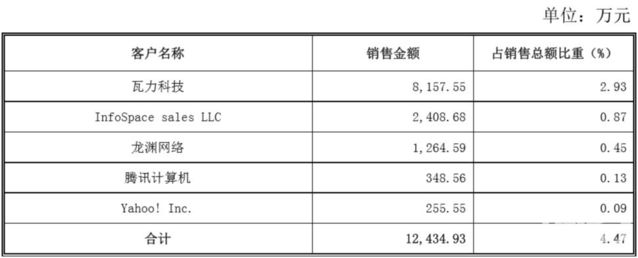 单位：万元
客户名称 销售金额 占销售总额比重（%）
瓦力科技 8,157.55 2.93
InfoSpace sales LLC 2,408.68 0.87
龙渊网络 1,264.59 0.45
腾讯计算机 348.56 0.13
Yahoo! Inc. 255.55 0.09
合计 12,434.93 4.47